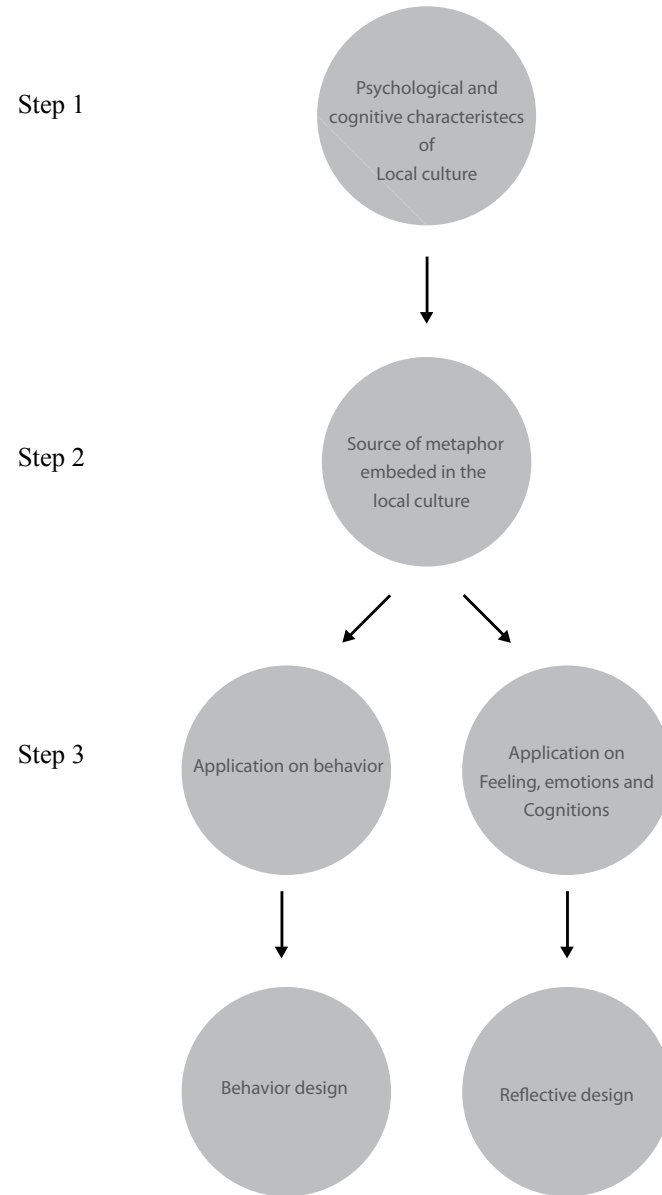 Step 1
Psychological and
cognitive characteristecs
of
Local culture
Step 2
Source of metaphor
embeded in the
local culture
Step 3
Application on behavior
Application on
Feeling, emotions and
Cognitions
Behavior design
Reflective design